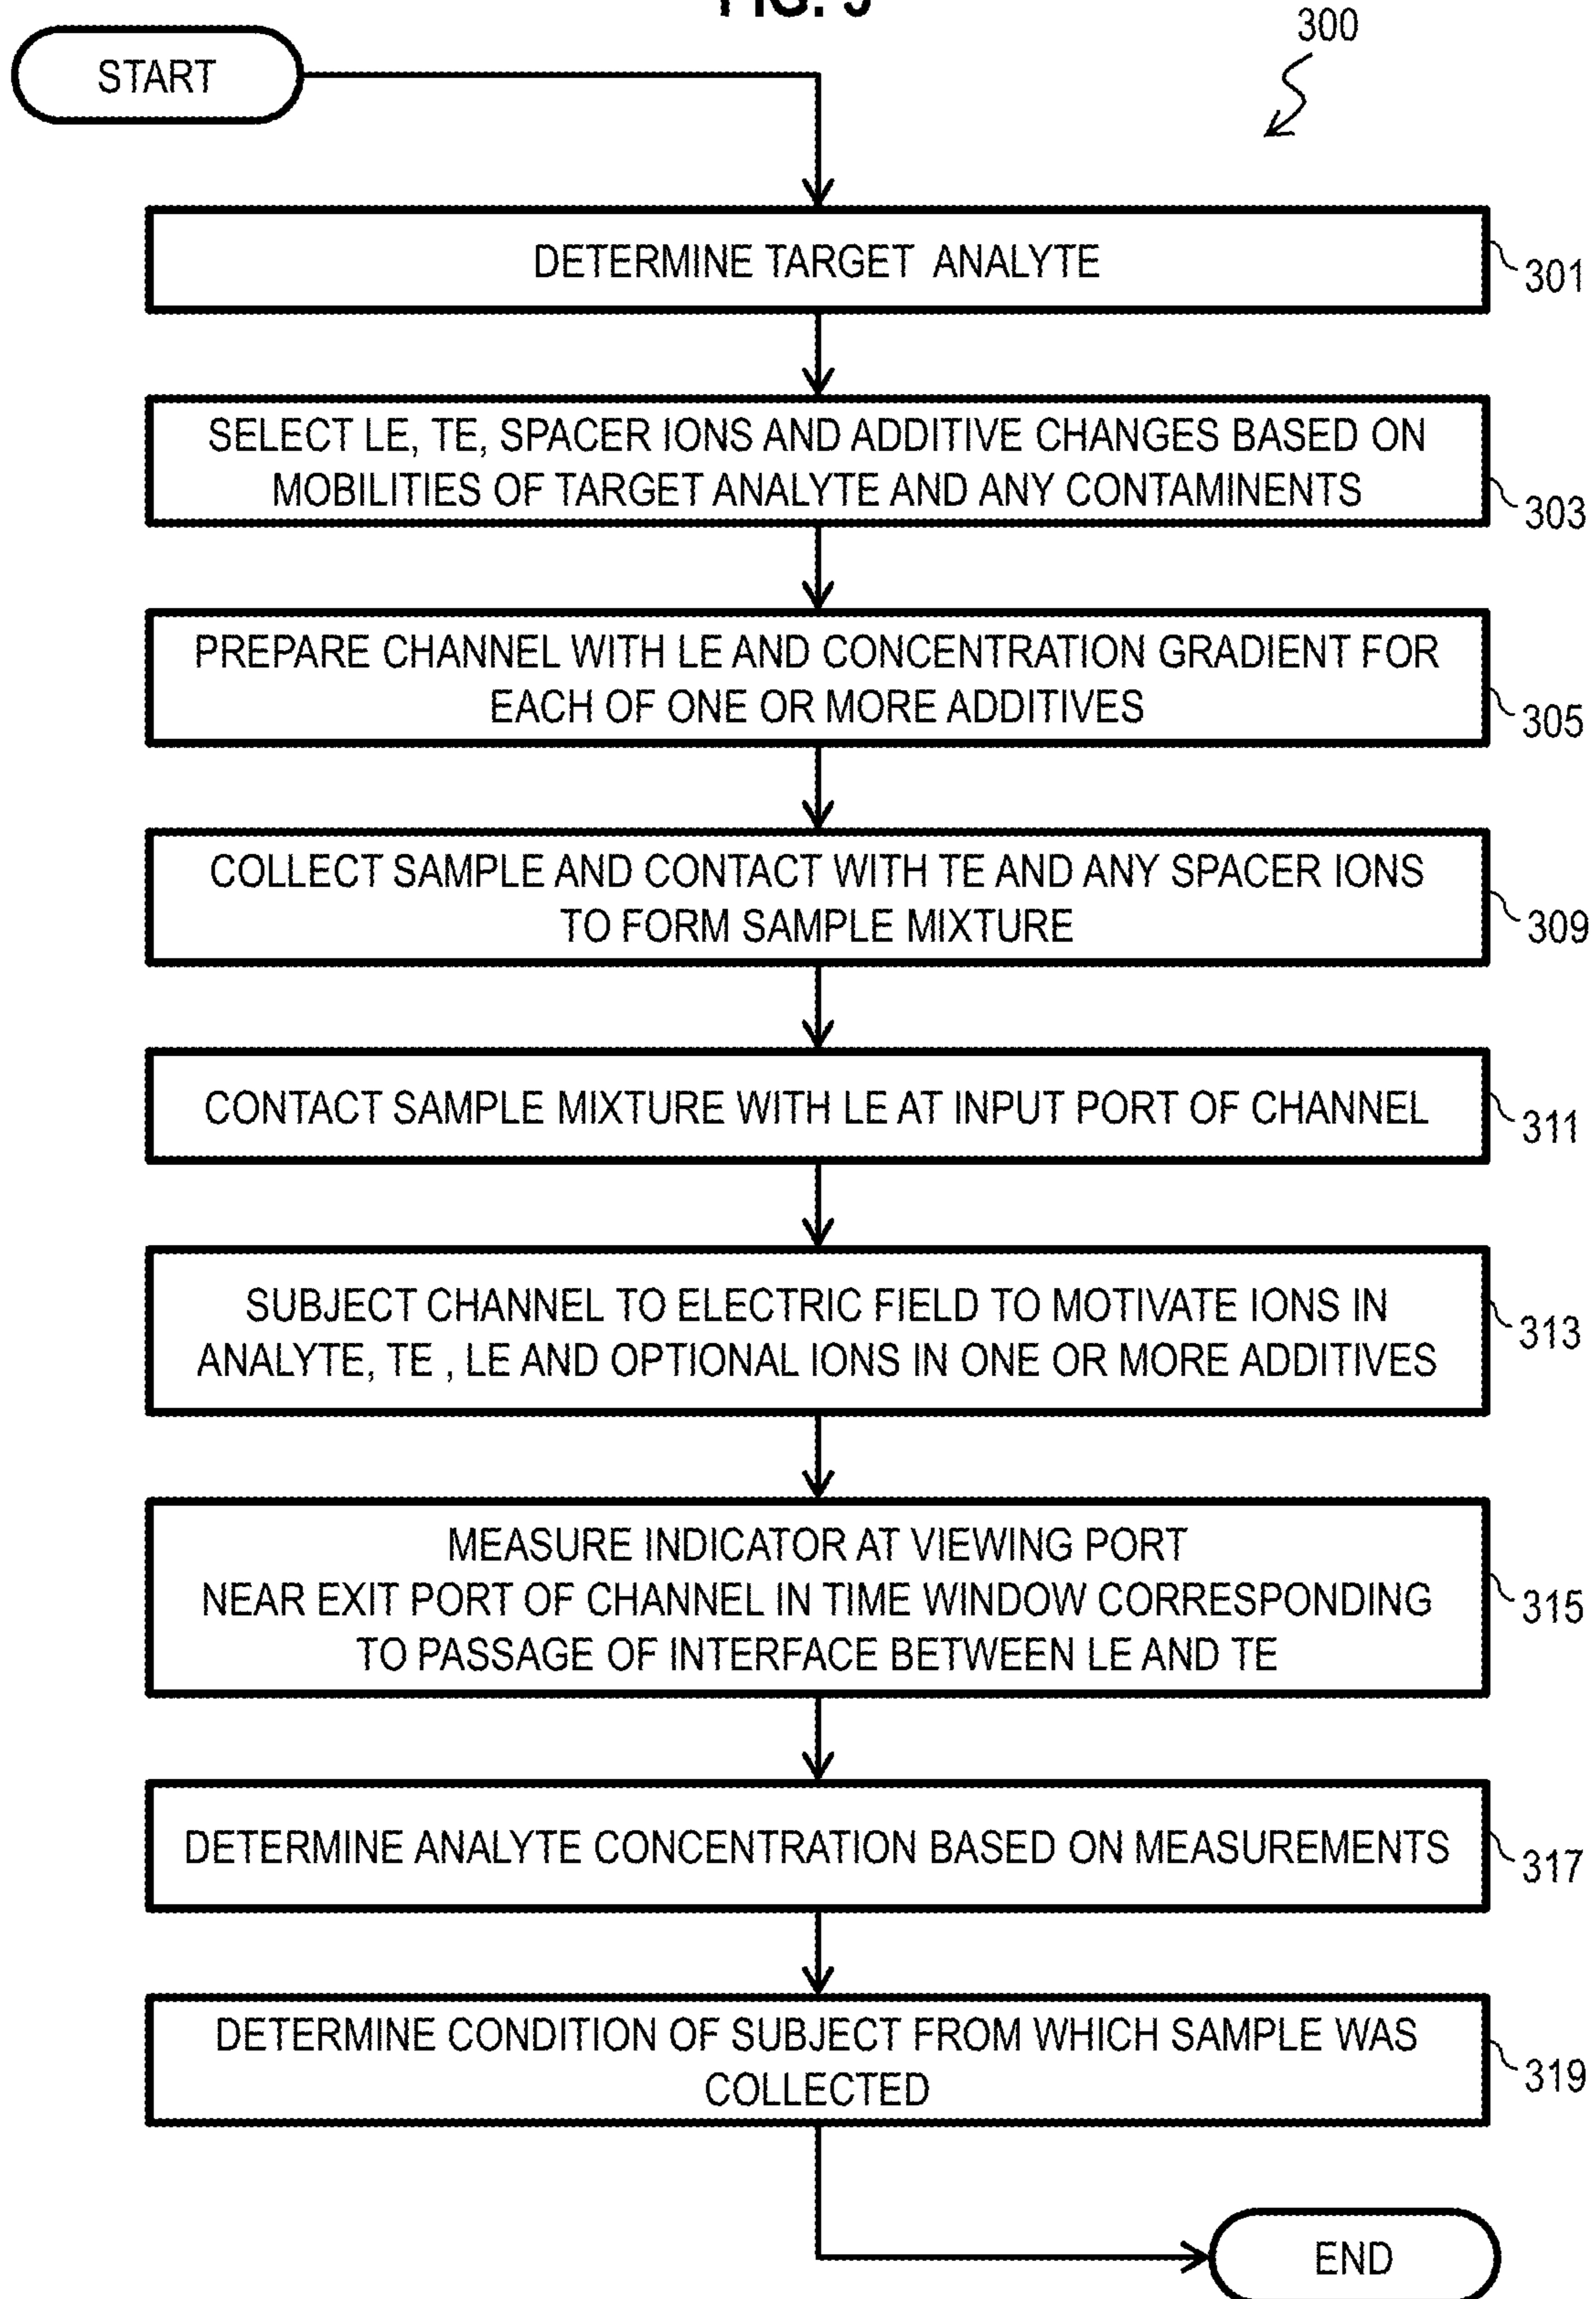 FIG. 3
300
START
DETERMINE TARGET ANALYTE
301
SELECT LE, TE, SPACER IONS AND ADDITIVE CHANGES BASED ON
MOBILITIES OF TARGET ANALYTE AND ANY CONTAMINENTS
303
PREPARE CHANNEL WITH LE AND CONCENTRATION GRADIENT FOR
EACH OF ONE OR MORE ADDITIVES
305
COLLECT SAMPLE AND CONTACT WITH TE AND ANY SPACER IONS
TO FORM SAMPLE MIXTURE
309
CONTACT SAMPLE MIXTURE WITH LE AT INPUT PORT OF CHANNEL
311
SUBJECT CHANNEL TO ELECTRIC FIELD TO MOTIVATE IONS IN
ANALYTE, TE , LE AND OPTIONAL IONS IN ONE OR MORE ADDITIVES
313
MEASURE INDICATOR AT VIEWING PORT
NEAR EXIT PORT OF CHANNEL IN TIME WINDOW CORRESPONDING
TO PASSAGE OF INTERFACE BETWEEN LE AND TE
315
DETERMINE ANALYTE CONCENTRATION BASED ON MEASUREMENTS
317
DETERMINE CONDITION OF SUBJECT FROM WHICH SAMPLE WAS
COLLECTED
319
END